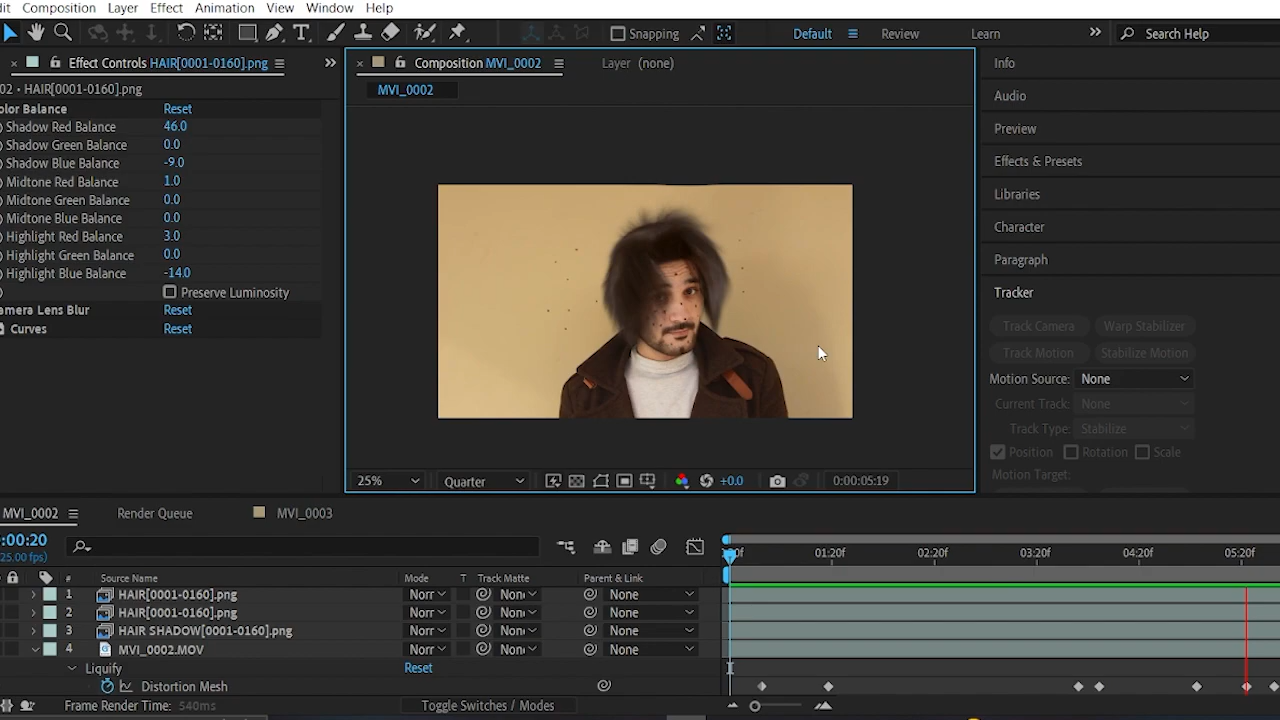 dit Composition Layer Effect Animation View Window Help
Snapping Default Review Learn Search Help
Effect Controls HAIR[0001-0160].png
Composition MVI_0002 Layer (none)
Info
02 • HAIR[0001-0160].png
MVI_0002
Audio
olor Balance Reset
Shadow Red Balance 46.0
Preview
Shadow Green Balance 0.0
Shadow Blue Balance -9.0
Effects & Presets
Midtone Red Balance 1.0
Libraries
Midtone Green Balance 0.0
Midtone Blue Balance 0.0
Character
Highlight Red Balance 3.0
Highlight Green Balance 0.0
Paragraph
Highlight Blue Balance -14.0
Preserve Luminosity
Tracker
amera Lens Blur Reset
Curves Reset
Track Camera Warp Stabilizer
Track Motion Stabilize Motion
Motion Source: None
Current Track: None
Track Type: Stabilize
Position Rotation Scale
Motion Target:
25% Quarter +0.0 0:00:05:19
MVI_0002 Render Queue MVI_0003
:00:20
25.00 fps)
:20f 01:20f 02:20f 03:20f 04:20f 05:20f
# Source Name Mode T Track Matte Parent & Link
1 HAIR[0001-0160].png Norr None None
2 HAIR[0001-0160].png Norr None None
3 HAIR SHADOW[0001-0160].png Norr None None
4 MVI_0002.MOV Norr None None
Liquify Reset
Distortion Mesh
Frame Render Time: 540ms Toggle Switches / Modes